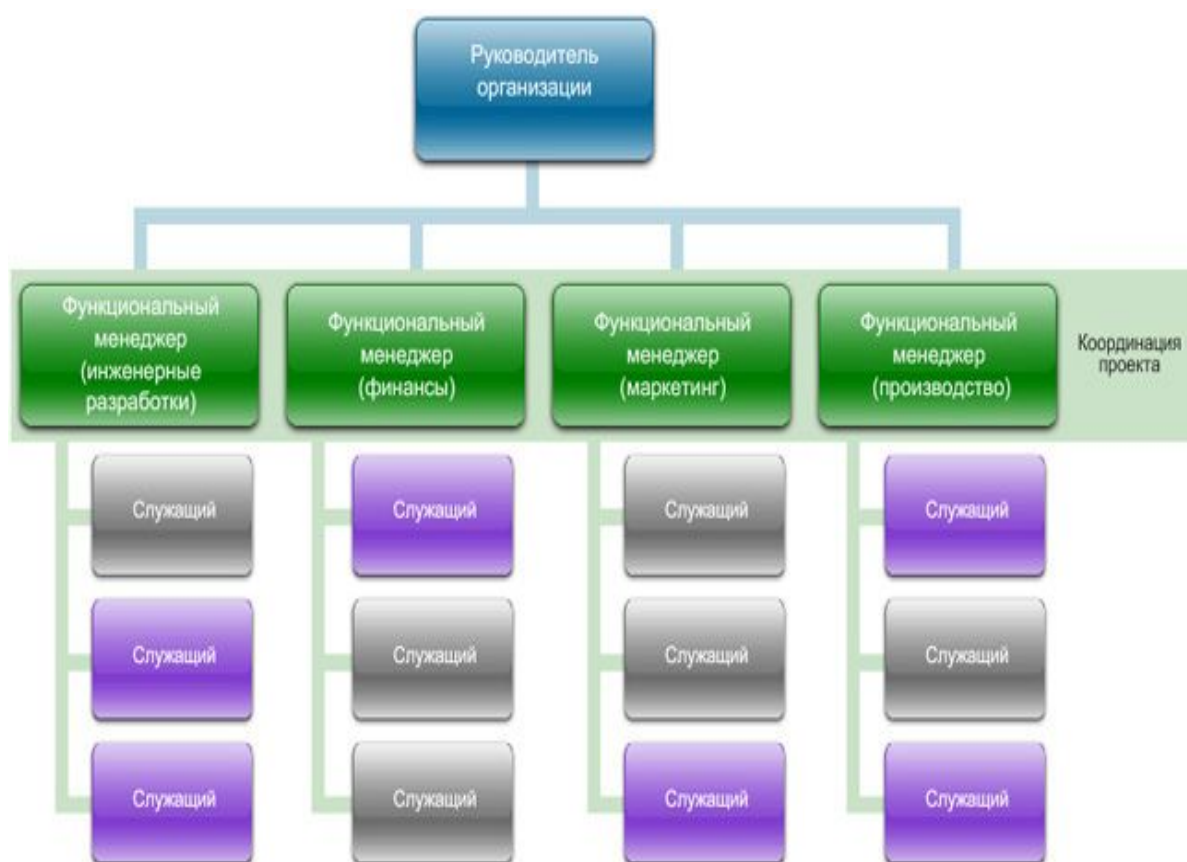 Руководитель
организации
Функциональный
менеджер
(инженерные
разработки)
Функциональный
менеджер
(финансы)
Функциональный
менеджер
(маркетинг)
Функциональный
менеджер
(производство)
Координация
проекта
Служащий
Служащий
Служащий
Служащий
Служащий
Служащий
Служащий
Служащий
Служащий
Служащий
Служащий
Служащий